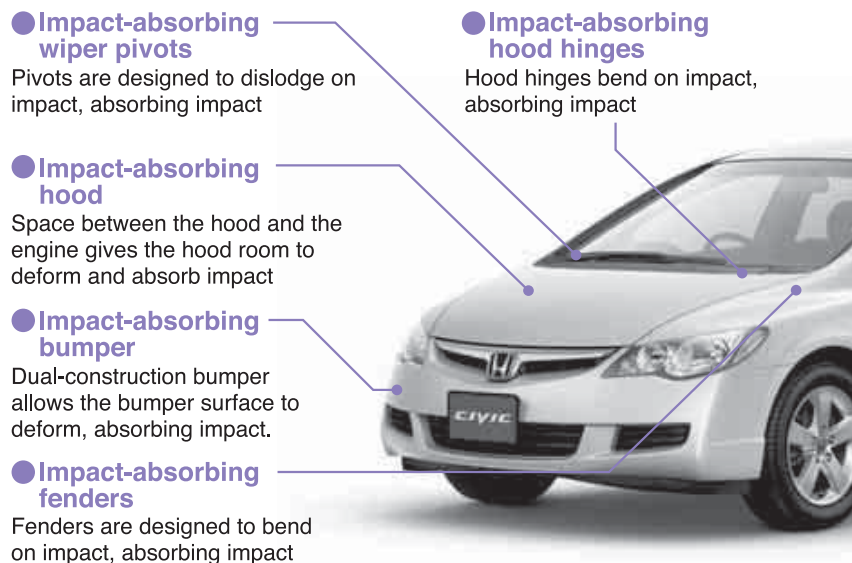 Impact-absorbing
wiper pivots
Pivots are designed to dislodge on
impact, absorbing impact
Impact-absorbing
hood hinges
Hood hinges bend on impact,
absorbing impact
Impact-absorbing
hood
Space between the hood and the
engine gives the hood room to
deform and absorb impact
Impact-absorbing
bumper
Dual-construction bumper
allows the bumper surface to
deform, absorbing impact.
CIVIC
Impact-absorbing
fenders
Fenders are designed to bend
on impact, absorbing impact